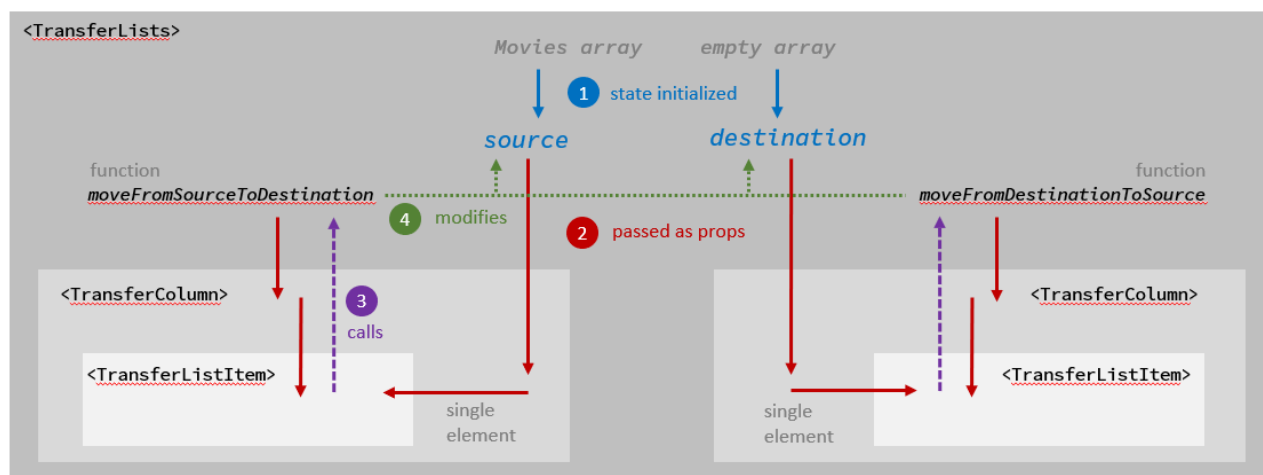 <TransferLists>
Movies array
empty array
1 state initialized
source
destination
function
moveFromSourceToDestination
function
moveFromDestinationToSource
4 modifies
2 passed as props
<TransferColumn>
3
calls
<TransferColumn>
<TransferListItem>
<TransferListItem>
single
element
single
element